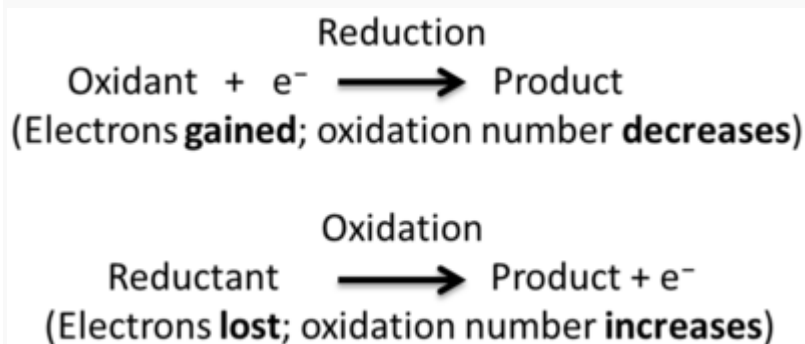 Reduction
Oxidant + e⁻ ⟶ Product
(Electrons gained; oxidation number decreases)
Oxidation
Reductant ⟶ Product + e⁻
(Electrons lost; oxidation number increases)